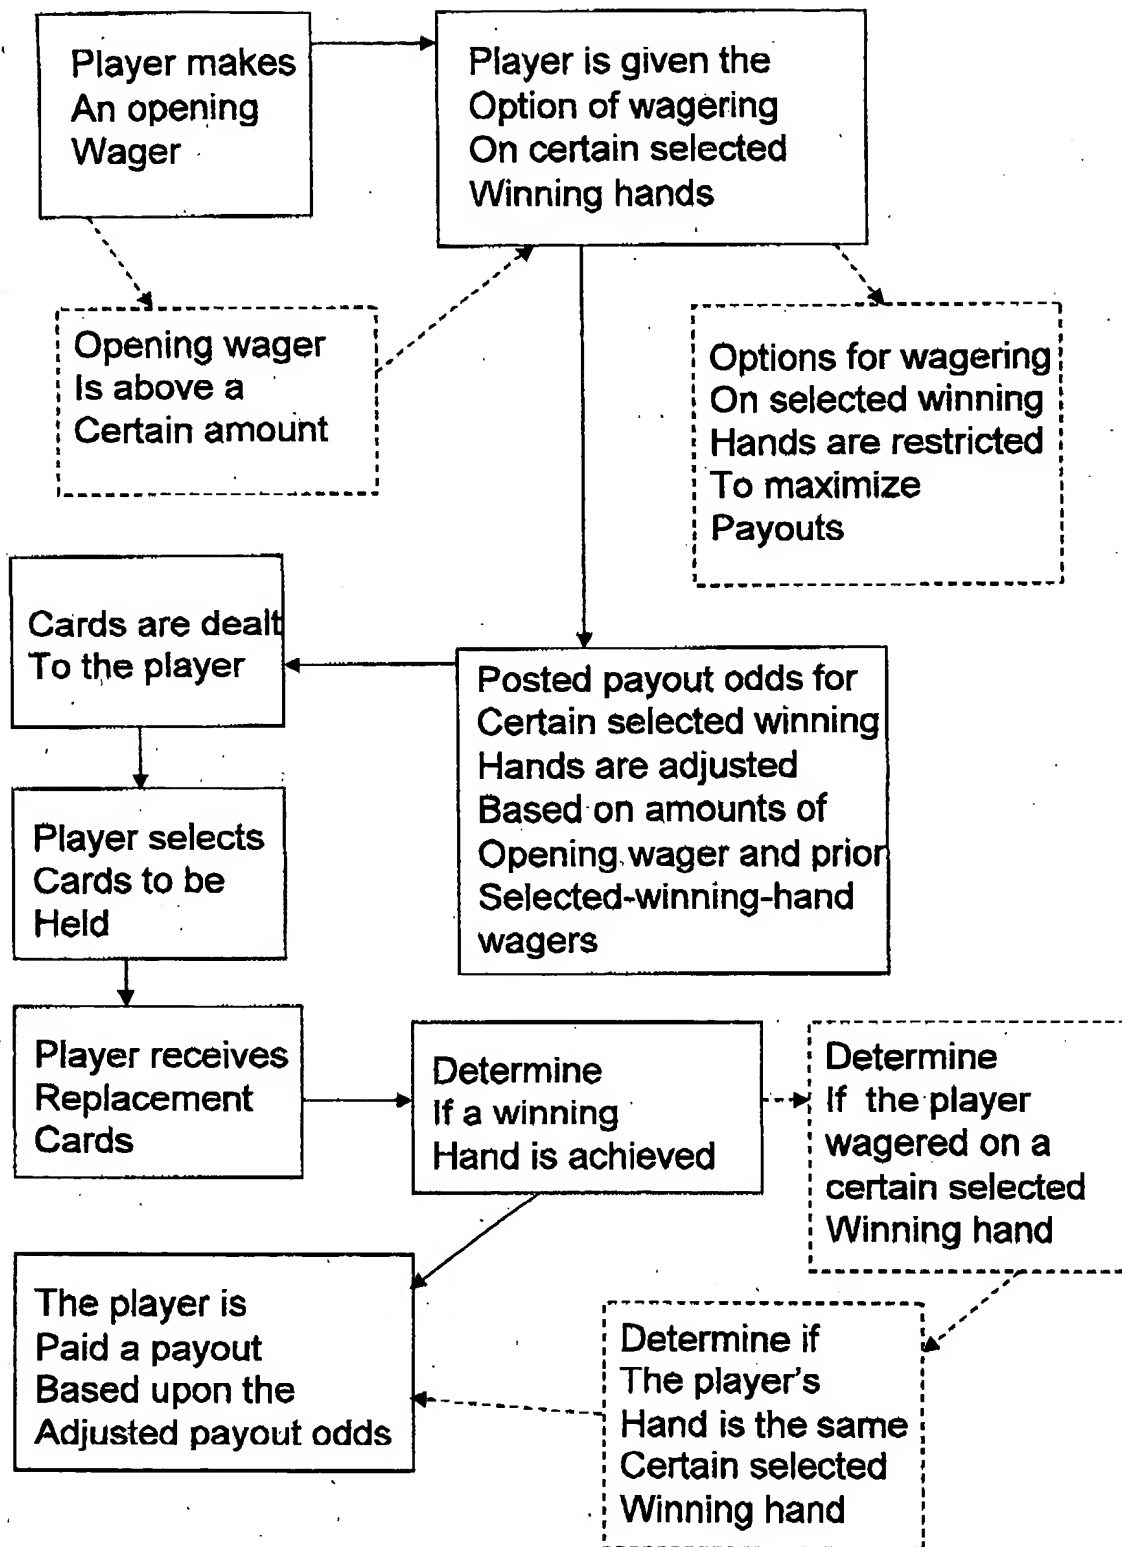 Player makes
An opening
Wager
Player is given the
Option of wagering
On certain selected
Winning hands
Opening wager
Is above a
Certain amount
Options for wagering
On selected winning
Hands are restricted
To maximize
Payouts
Cards are dealt
To the player
Posted payout odds for
Certain selected winning
Hands are adjusted
Based on amounts of
Opening wager and prior
Selected-winning-hand
wagers
Player selects
Cards to be
Held
Player receives
Replacement
Cards
Determine
If a winning
Hand is achieved
Determine
If the player
wagered on a
certain selected
Winning hand
The player is
Paid a payout
Based upon the
Adjusted payout odds
Determine if
The player's
Hand is the same
Certain selected
Winning hand